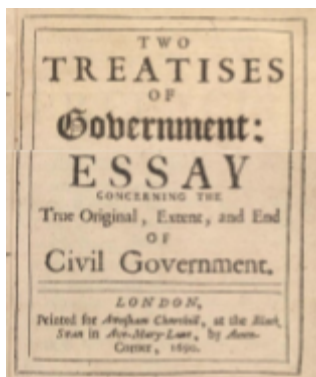 TWO
TREATISES
OF
Government:
ESSAY
CONCERNING THE
True Original, Extent, and End
OF
Civil Government.
LONDON,
Printed for Awnsham Churchill, at the Black
Swan in Ave-Mary-Lane, by Amen-
Corner, 1690.